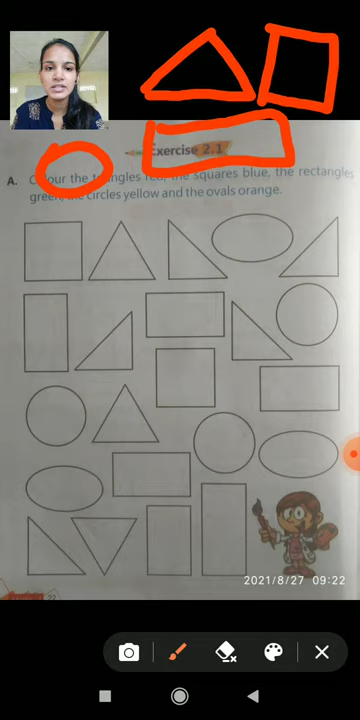 Exercise 2.1
A. Colour the triangles red, the squares blue, the rectangles
green, the circles yellow and the ovals orange.
2021/8/27 09:22
22